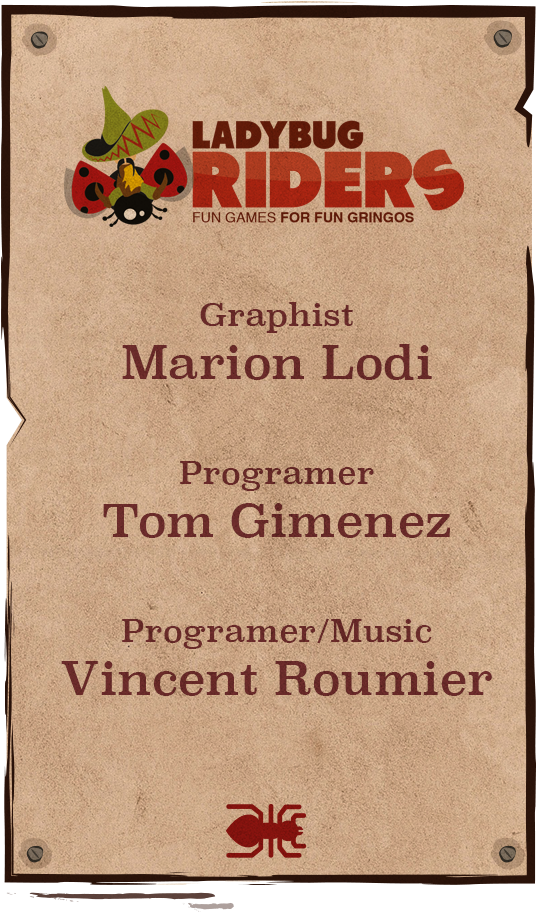 LADYBUG
RIDERS
FUN GAMES FOR FUN GRINGOS
Graphist
Marion Lodi
Programer
Tom Gimenez
Programer/Music
Vincent Roumier